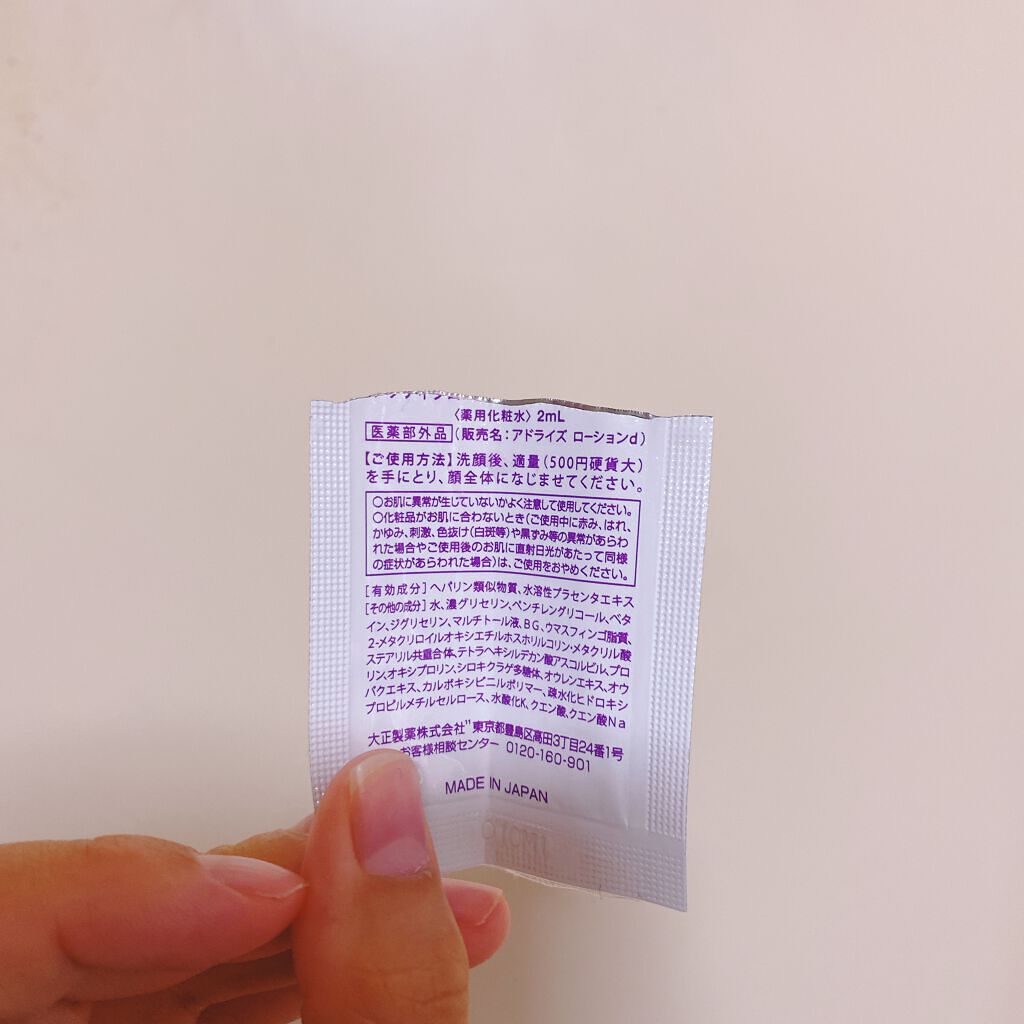 〈薬用化粧水〉2mL
医薬部外品(販売名:アドライズ ローションd)
【ご使用方法】洗顔後、適量(500円硬貨大)
を手にとり、顔全体になじませてください。
○お肌に異常が生じていないかよく注意して使用してください。
○化粧品がお肌に合わないとき(ご使用中に赤み、はれ、
かゆみ、刺激、色抜け(白斑等)や黒ずみ等の異常があらわ
れた場合やご使用後のお肌に直射日光があたって同様
の症状があらわれた場合)は、ご使用をおやめください。
[有効成分]ヘパリン類似物質、水溶性プラセンタエキス
[その他の成分]水、濃グリセリン、ペンチレングリコール、ベタ
イン、ジグリセリン、マルチトール液、BG、ウマスフィンゴ脂質、
2-メタクリロイルオキシエチルホスホリルコリン・メタクリル酸
ステアリル共重合体、テトラヘキシルデカン酸アスコルビル、プロ
リン、オキシプロリン、シロキクラゲ多糖体、オウレンエキス、オウ
バクエキス、カルボキシビニルポリマー、疎水化ヒドロキシ
プロピルメチルセルロース、水酸化K、クエン酸、クエン酸Na
大正製薬株式会社 東京都豊島区高田3丁目24番1号
お客様相談センター 0120-160-901
MADE IN JAPAN